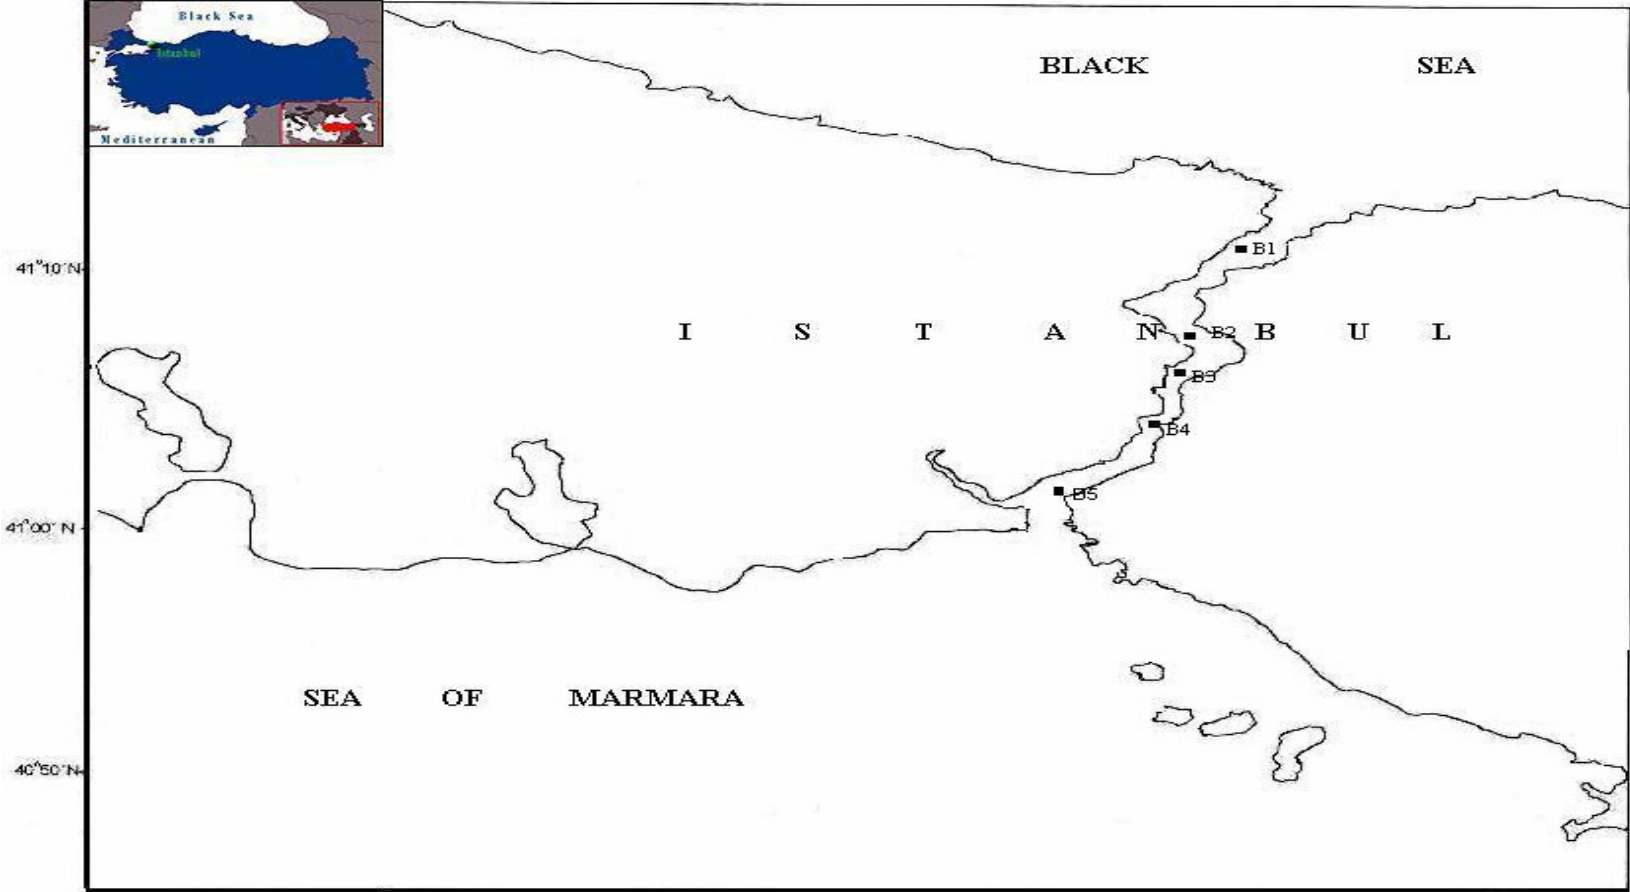 Black Sea
Istanbul
Mediterranean
BLACK SEA
B1
41°10'N
I S T A N B U L
B2
B3
B4
B5
41°00' N
SEA OF MARMARA
40°50'N